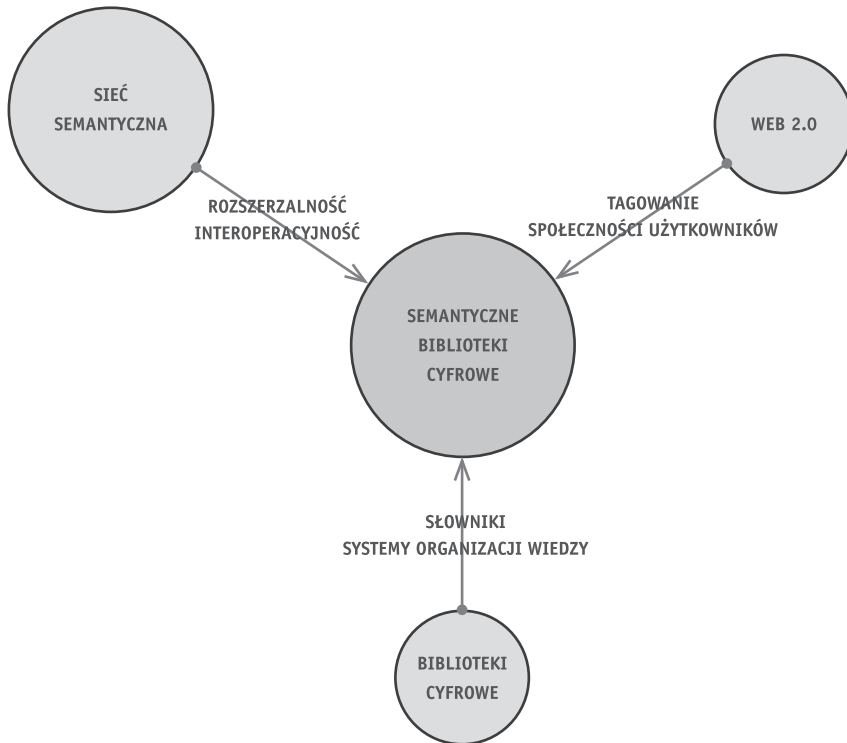 SIEĆ
SEMANTYCZNA
WEB 2.0
ROZSZERZALNOŚĆ
INTEROPERACYJNOŚĆ
TAGOWANIE
SPOŁECZNOŚCI UŻYTKOWNIKÓW
SEMANTYCZNE
BIBLIOTEKI
CYFROWE
SŁOWNIKI
SYSTEMY ORGANIZACJI WIEDZY
BIBLIOTEKI
CYFROWE